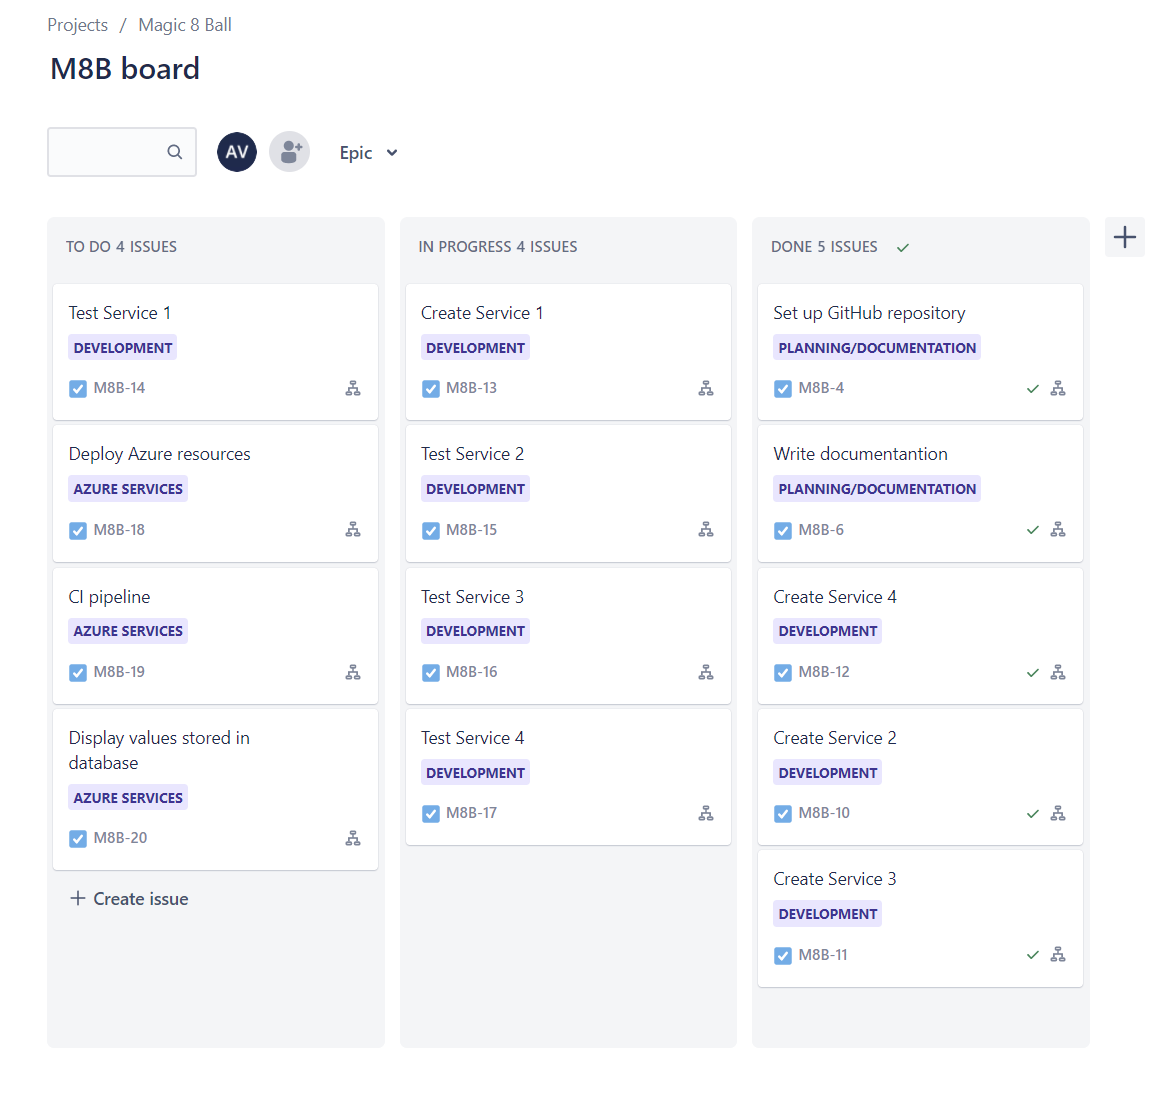 Projects / Magic 8 Ball
M8B board
AV
Epic
TO DO 4 ISSUES
Test Service 1
DEVELOPMENT
M8B-14
Deploy Azure resources
AZURE SERVICES
M8B-18
CI pipeline
AZURE SERVICES
M8B-19
Display values stored in
database
AZURE SERVICES
M8B-20
+ Create issue
IN PROGRESS 4 ISSUES
Create Service 1
DEVELOPMENT
M8B-13
Test Service 2
DEVELOPMENT
M8B-15
Test Service 3
DEVELOPMENT
M8B-16
Test Service 4
DEVELOPMENT
M8B-17
DONE 5 ISSUES
Set up GitHub repository
PLANNING/DOCUMENTATION
M8B-4
Write documentantion
PLANNING/DOCUMENTATION
M8B-6
Create Service 4
DEVELOPMENT
M8B-12
Create Service 2
DEVELOPMENT
M8B-10
Create Service 3
DEVELOPMENT
M8B-11